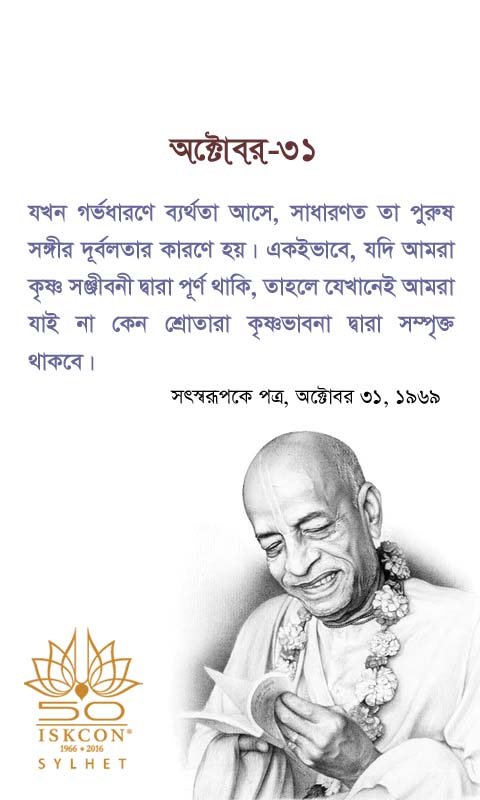 অক্টোবর-৩১
যখন গর্ভধারণে ব্যর্থতা আসে, সাধারণত তা পুরুষ
সঙ্গীর দূর্বলতার কারণে হয়। একইভাবে, যদি আমরা
কৃষ্ণ সঞ্জীবনী দ্বারা পূর্ণ থাকি, তাহলে যেখানেই আমরা
যাই না কেন শ্রোতারা কৃষ্ণভাবনা দ্বারা সম্পৃক্ত
থাকবে।
সৎস্বরূপকে পত্র, অক্টোবর ৩১, ১৯৬৯
50
ISKCON®
1966 • 2016
SYLHET